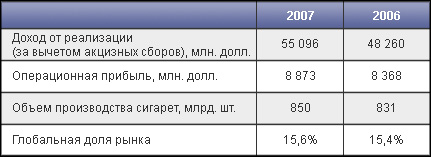 2007 2006
Доход от реализации
(за вычетом акцизных сборов), млн. долл. 55 096 48 260
Операционная прибыль, млн. долл. 8 873 8 368
Объем производства сигарет, млрд. шт. 850 831
Глобальная доля рынка 15,6% 15,4%